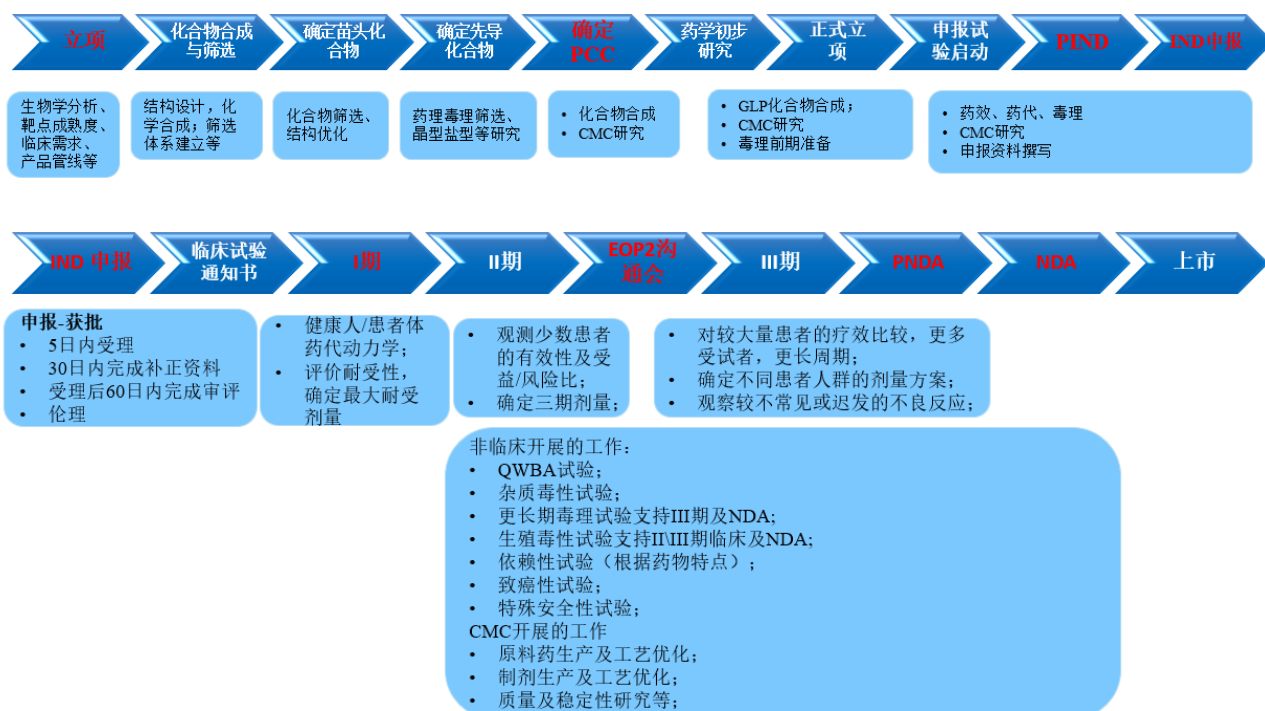 立项
化合物合成
与筛选
确定苗头化
合物
确定先导
化合物
确定
PCC
药学初步
研究
正式立
项
申报试
验启动
PIND
IND申报
生物学分析、
靶点成熟度、
临床需求、
产品管线等
结构设计，化
学合成；筛选
体系建立等
化合物筛选、
结构优化
药理毒理筛选、
晶型盐型等研究
• 化合物合成
• CMC研究
• GLP化合物合成；
• CMC研究
• 毒理前期准备
• 药效、药代、毒理
• CMC研究
• 申报资料撰写
IND 申报
临床试验
通知书
I期
II期
EOP2沟
通会
III期
PNDA
NDA
上市
申报-获批
• 5日内受理
• 30日内完成补正资料
• 受理后60日内完成审评
• 伦理
• 健康人/患者体
药代动力学；
• 评价耐受性，
确定最大耐受
剂量
• 观测少数患者
的有效性及受
益/风险比；
• 确定三期剂量；
• 对较大量患者的疗效比较，更多
受试者，更长周期；
• 确定不同患者人群的剂量方案；
• 观察较不常见或迟发的不良反应；
非临床开展的工作：
• QWBA试验；
• 杂质毒性试验；
• 更长期毒理试验支持III期及NDA；
• 生殖毒性试验支持II\III期临床及NDA；
• 依赖性试验（根据药物特点）；
• 致癌性试验；
• 特殊安全性试验；
CMC开展的工作
• 原料药生产及工艺优化；
• 制剂生产及工艺优化；
• 质量及稳定性研究等；